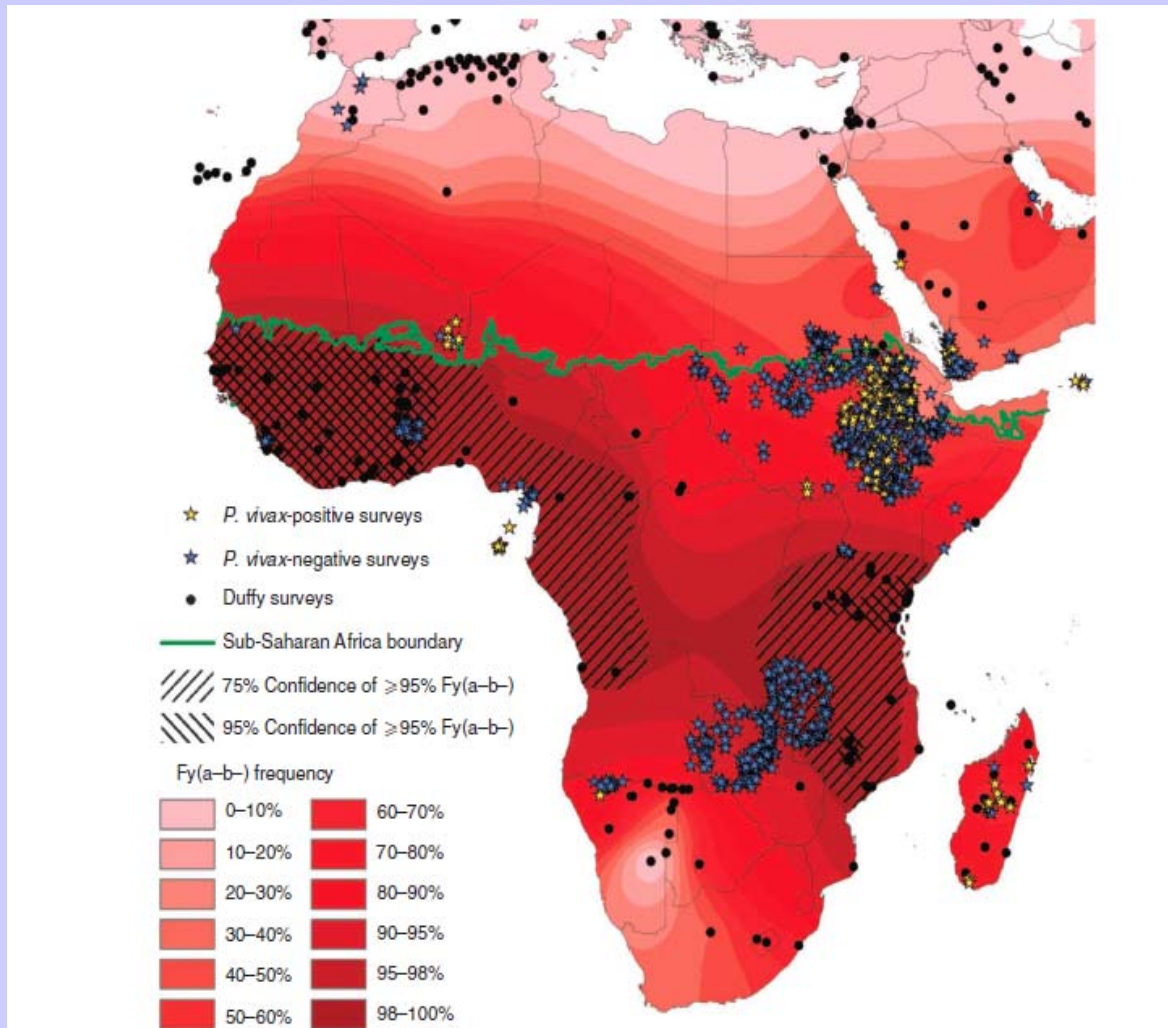 P. vivax-positive surveys
P. vivax-negative surveys
Duffy surveys
Sub-Saharan Africa boundary
75% Confidence of ⩾95% Fy(a–b–)
95% Confidence of ⩾95% Fy(a–b–)
Fy(a–b–) frequency
0–10%
10–20%
20–30%
30–40%
40–50%
50–60%
60–70%
70–80%
80–90%
90–95%
95–98%
98–100%